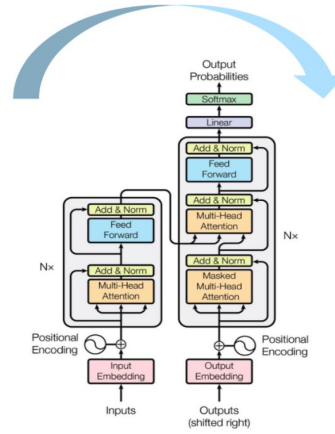 Output
Probabilities
Softmax
Linear
Add & Norm
Feed
Forward
Add & Norm
Multi-Head
Attention
Add & Norm
Masked
Multi-Head
Attention
Nx
Nx
Add & Norm
Feed
Forward
Add & Norm
Multi-Head
Attention
Positional
Encoding
Positional
Encoding
Input
Embedding
Output
Embedding
Inputs
Outputs
(shifted right)